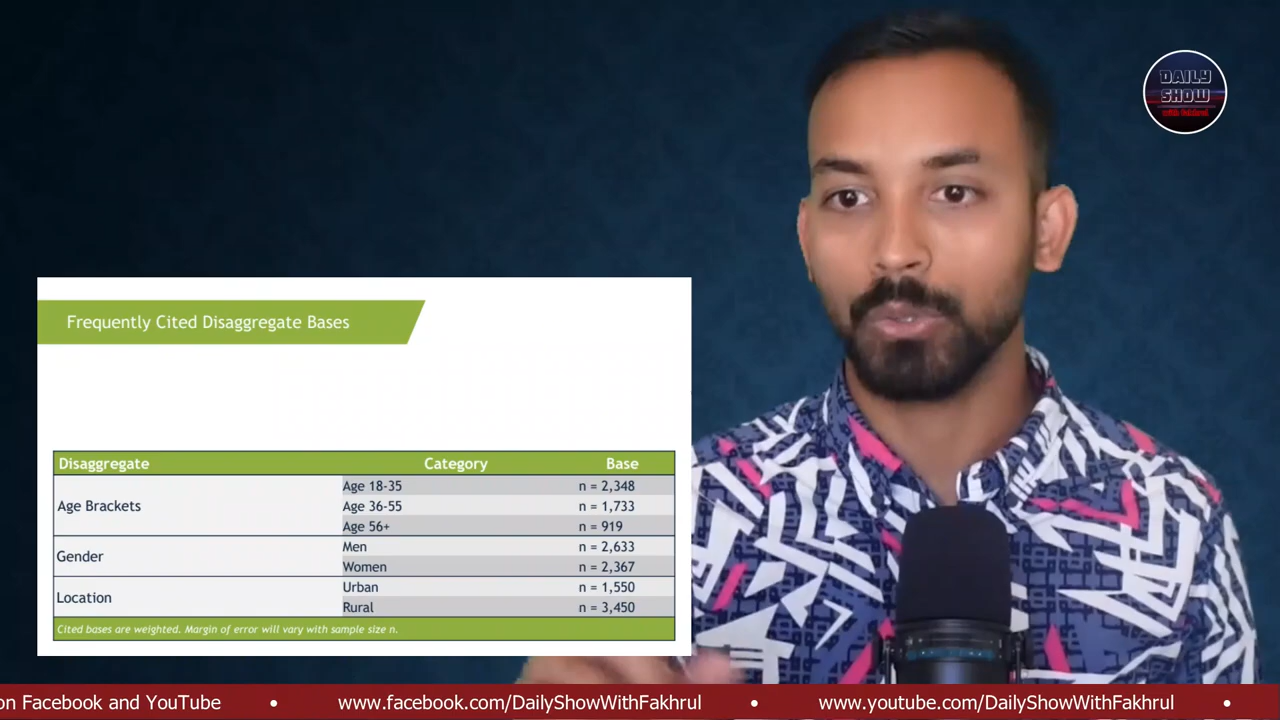 DAILY
SHOW
with Fakhrul
Frequently Cited Disaggregate Bases
Disaggregate Category Base
Age Brackets
Age 18-35 n = 2,348
Age 36-55 n = 1,733
Age 56+ n = 919
Gender
Men n = 2,633
Women n = 2,367
Location
Urban n = 1,550
Rural n = 3,450
Cited bases are weighted. Margin of error will vary with sample size n.
on Facebook and YouTube • www.facebook.com/DailyShowWithFakhrul • www.youtube.com/DailyShowWithFakhrul •